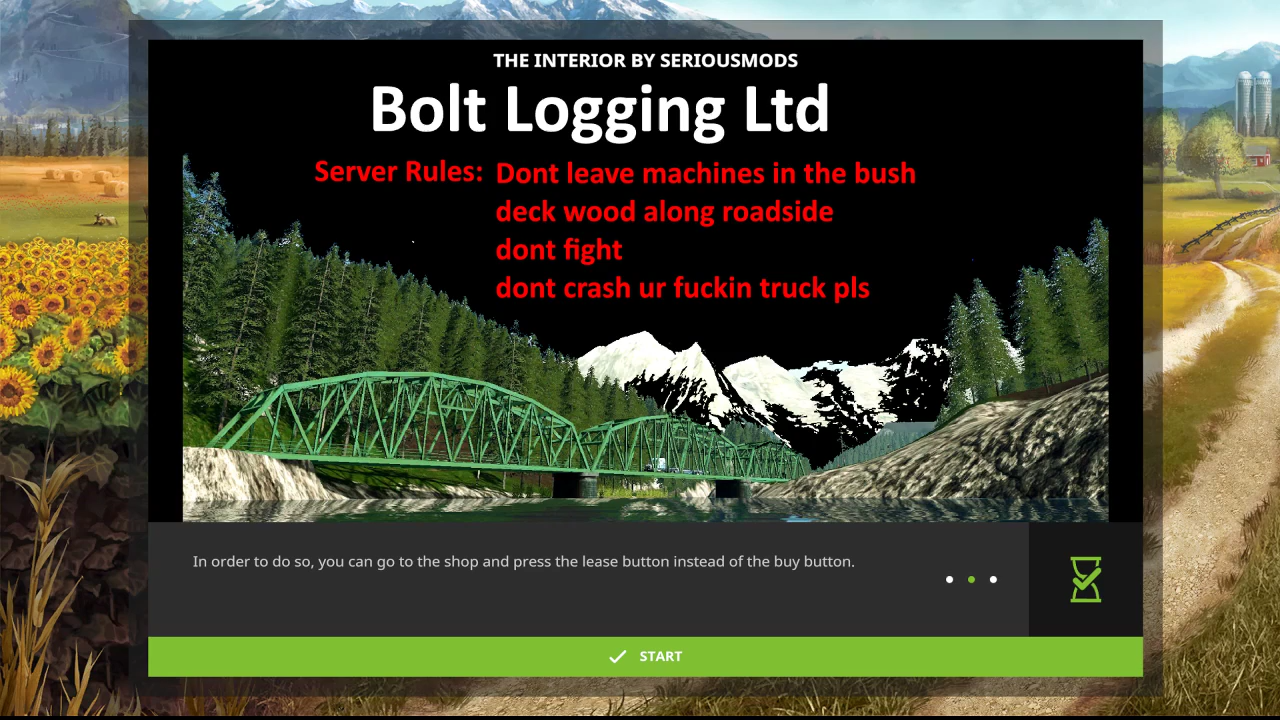 THE INTERIOR BY SERIOUSMODS
Bolt Logging Ltd
Server Rules: Dont leave machines in the bush
deck wood along roadside
dont fight
dont crash ur fuckin truck pls
In order to do so, you can go to the shop and press the lease button instead of the buy button.
START